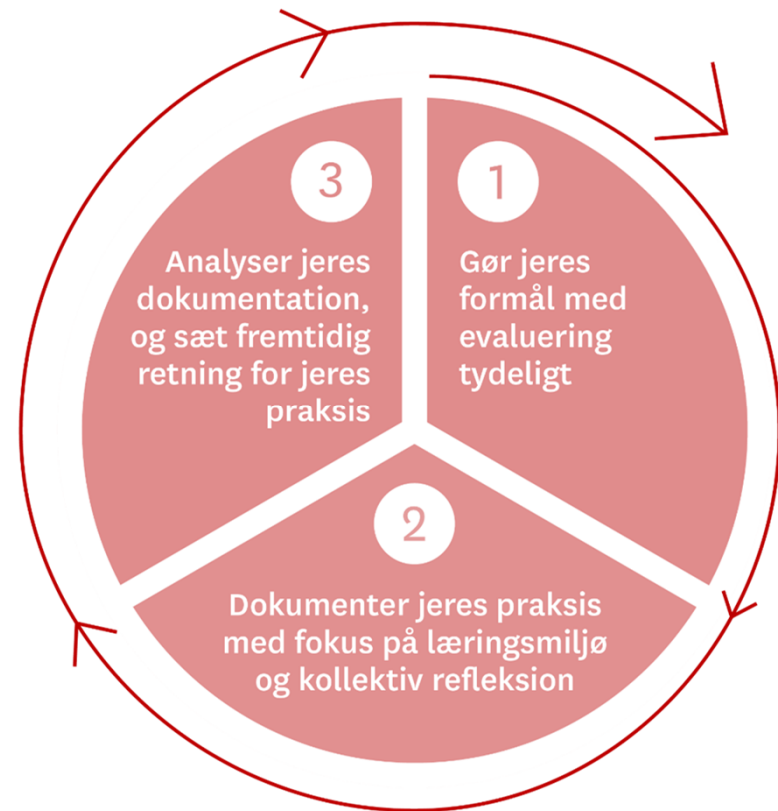 1
Gør jeres
formål med
evaluering
tydeligt
2
Dokumenter jeres praksis
med fokus på læringsmiljø
og kollektiv refleksion
3
Analyser jeres
dokumentation,
og sæt fremtidig
retning for jeres
praksis